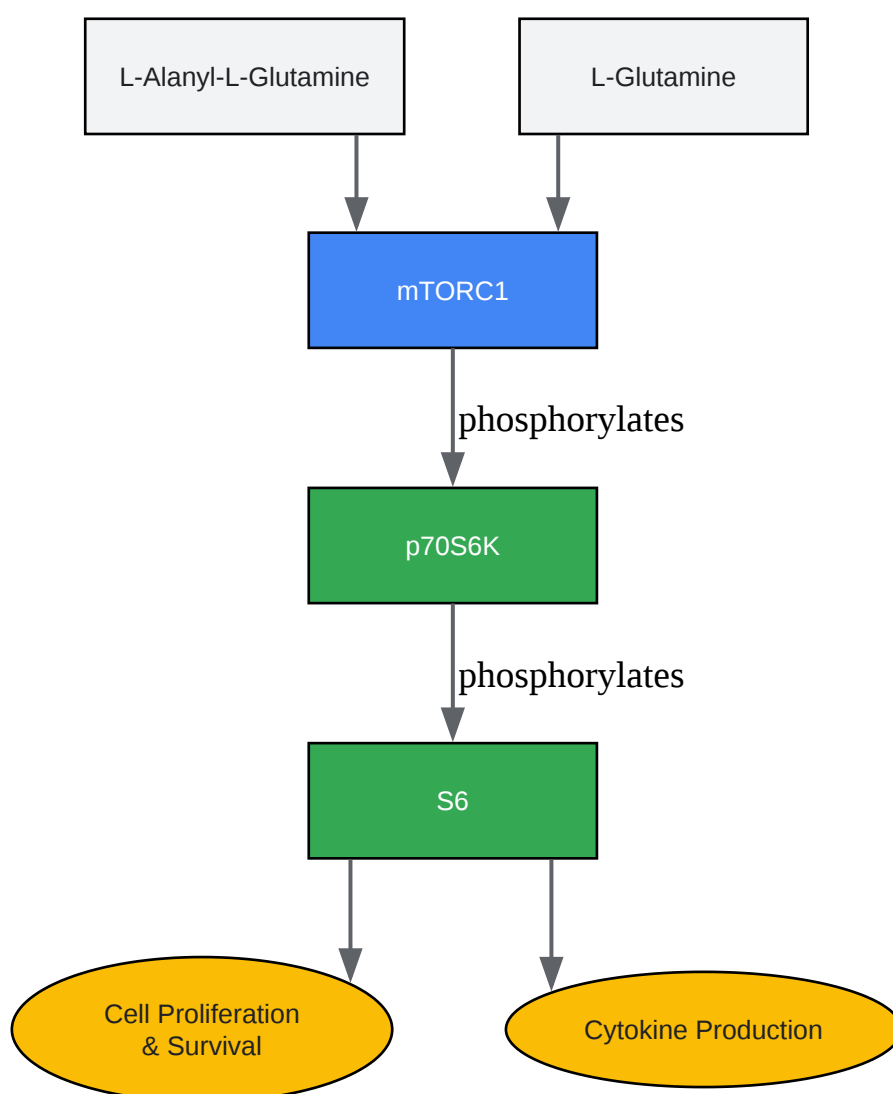 L-Alanyl-L-Glutamine
L-Glutamine
mTORC1
phosphorylates
p70S6K
phosphorylates
S6
Cell Proliferation
& Survival
Cytokine Production